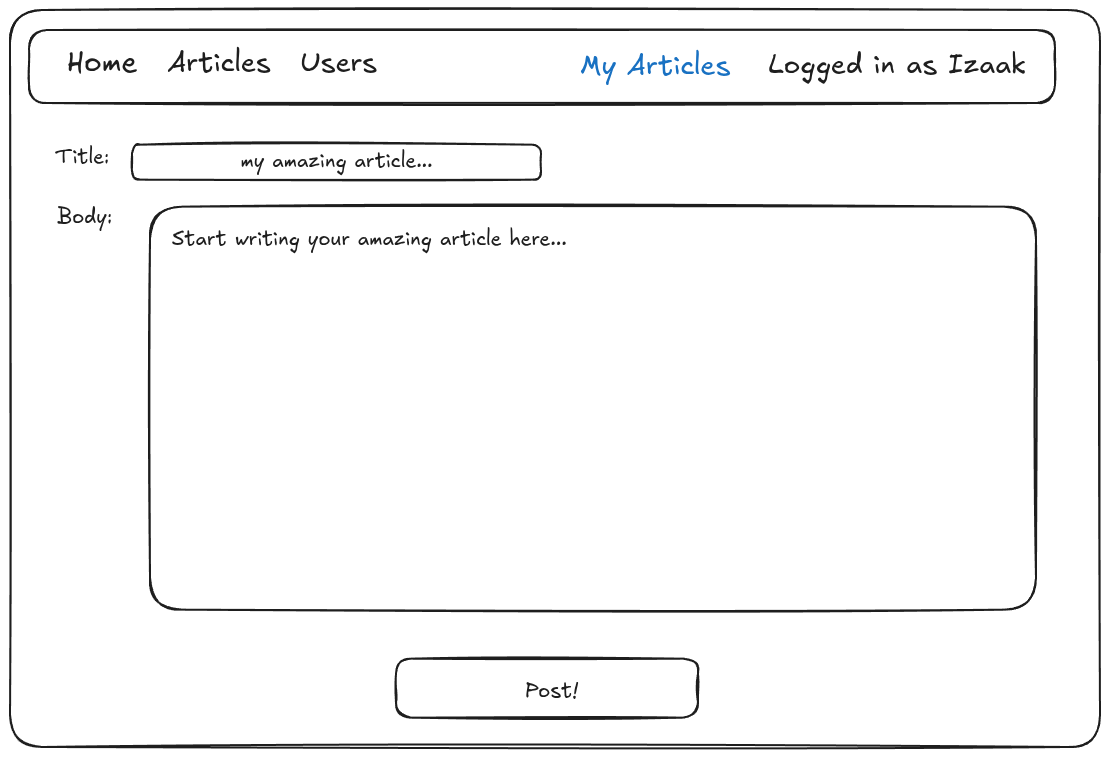 Home Articles Users My Articles Logged in as Izaak
Title: my amazing article...
Body: Start writing your amazing article here...
Post!